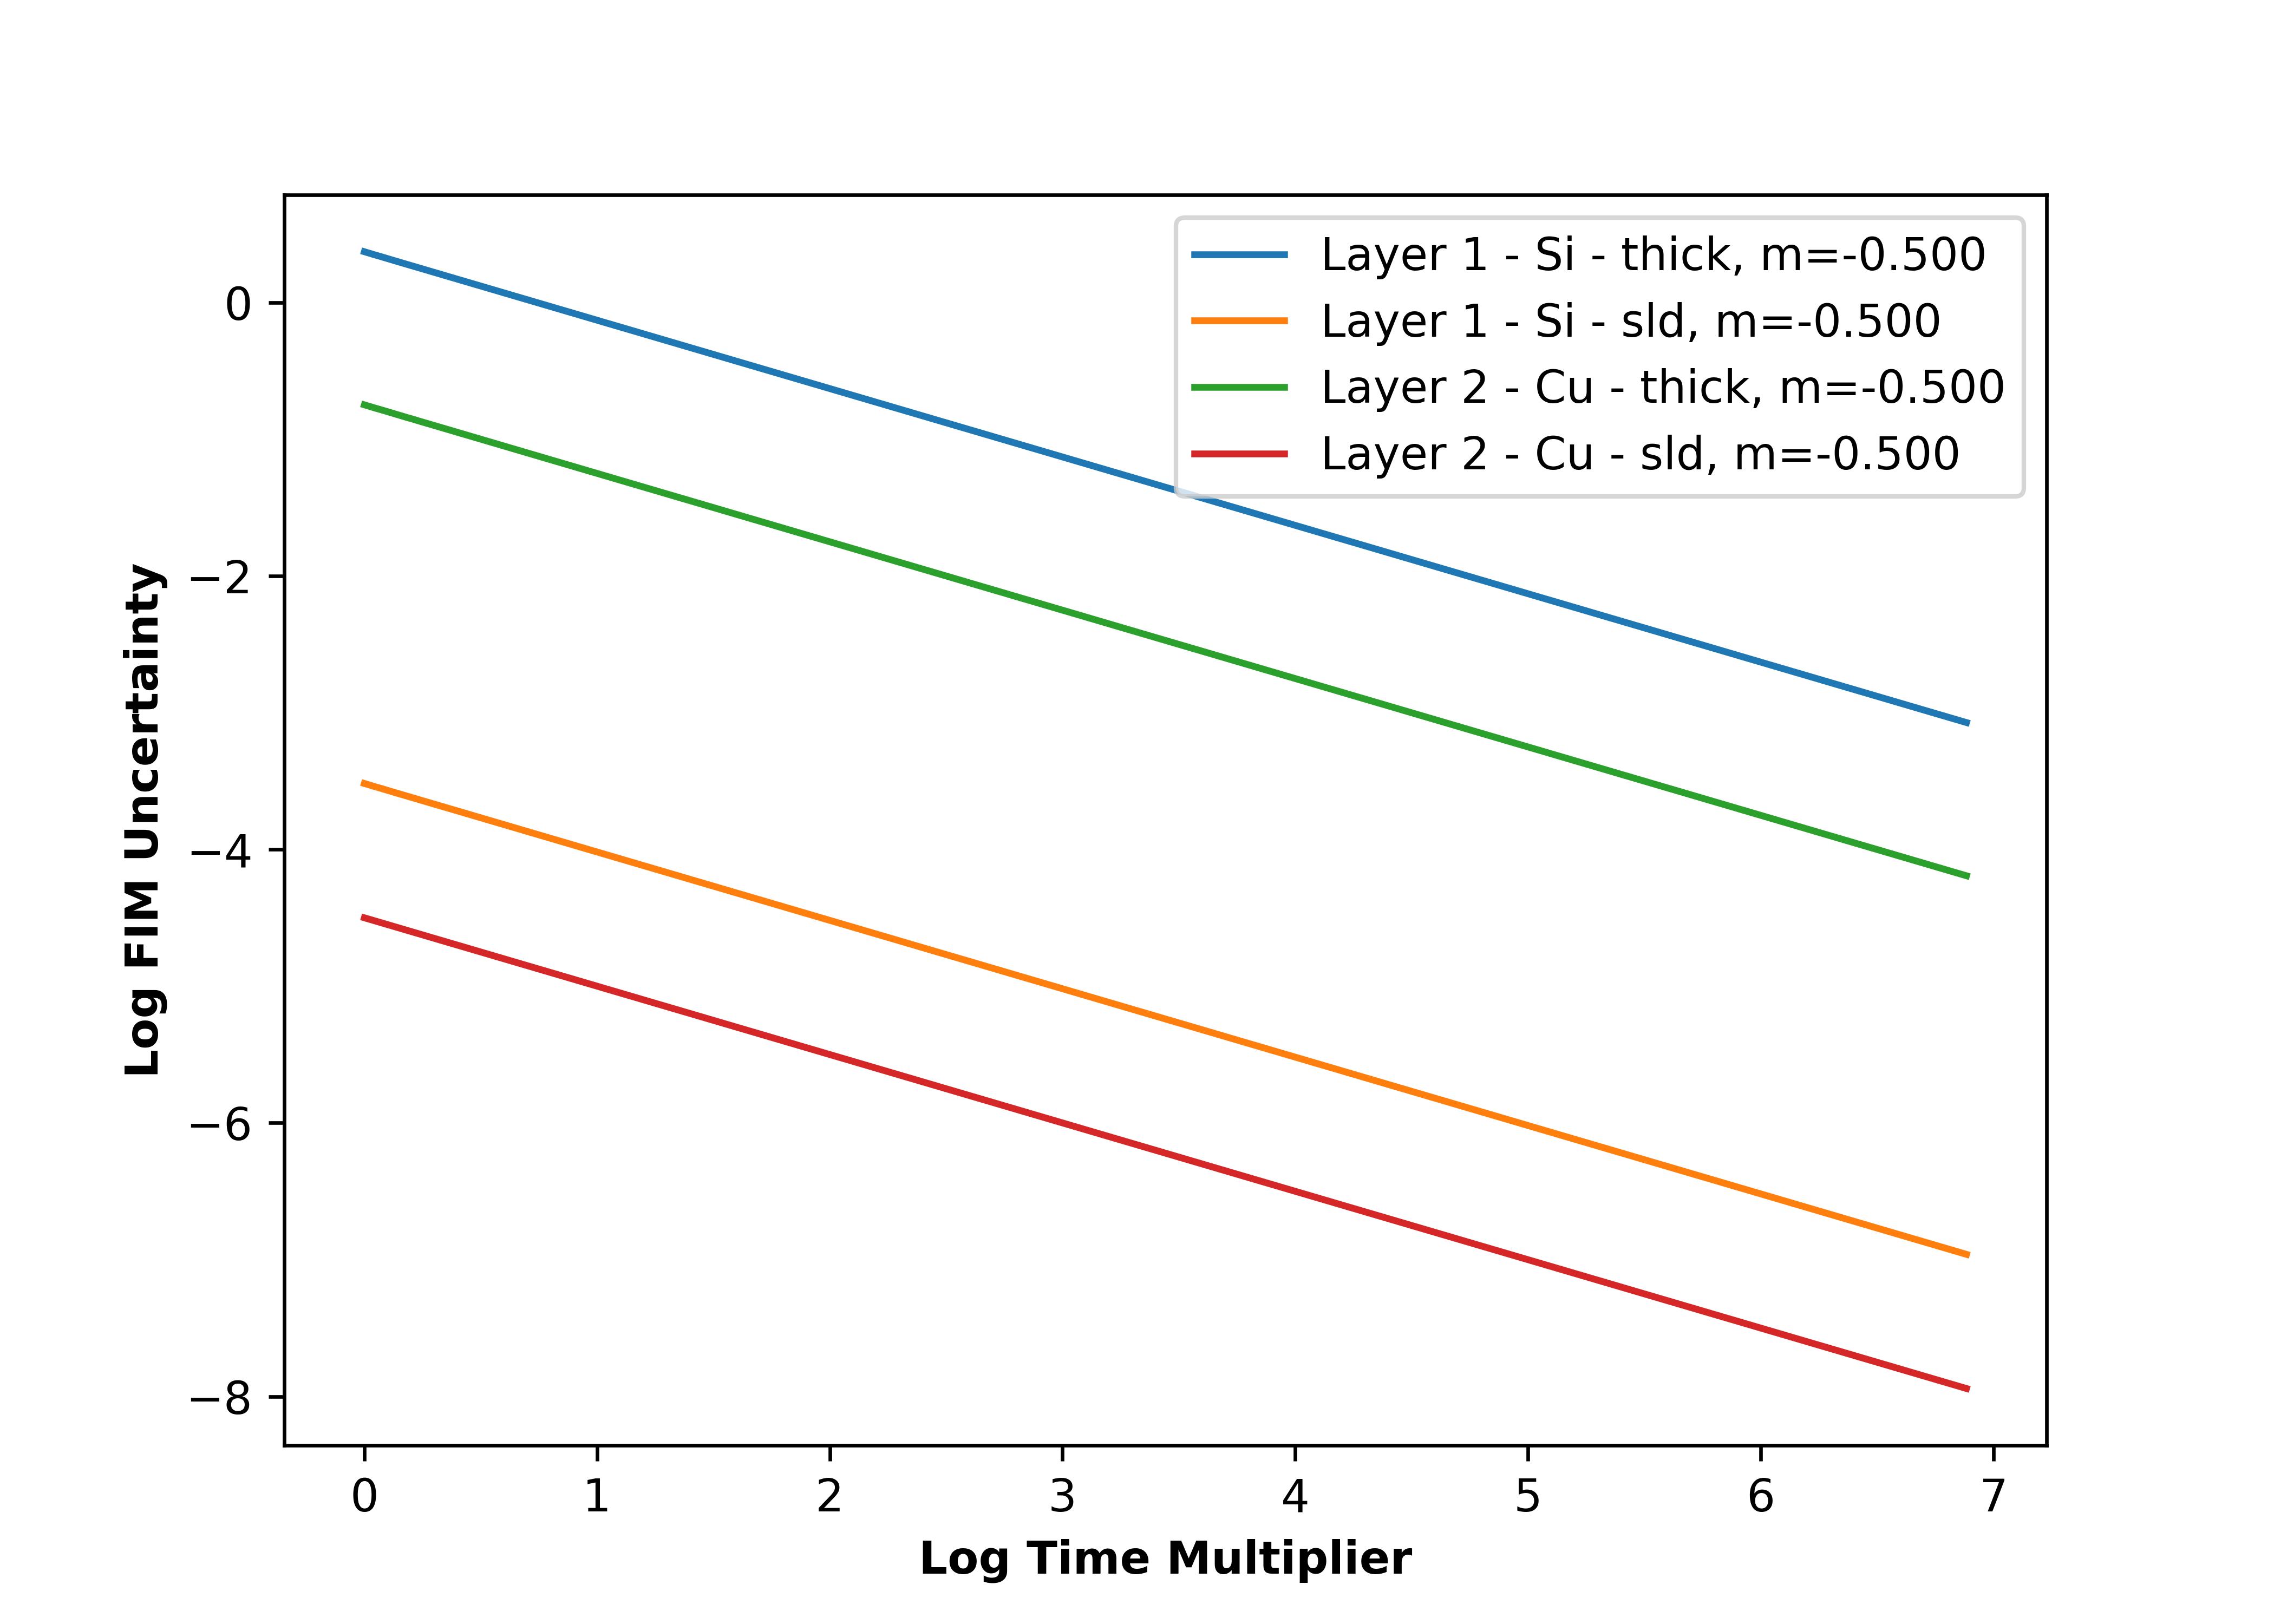 Layer 1 - Si - thick, m=-0.500
Layer 1 - Si - sld, m=-0.500
Layer 2 - Cu - thick, m=-0.500
Layer 2 - Cu - sld, m=-0.500
0
−2
−4
−6
−8
Log FIM Uncertainty
0 1 2 3 4 5 6 7
Log Time Multiplier